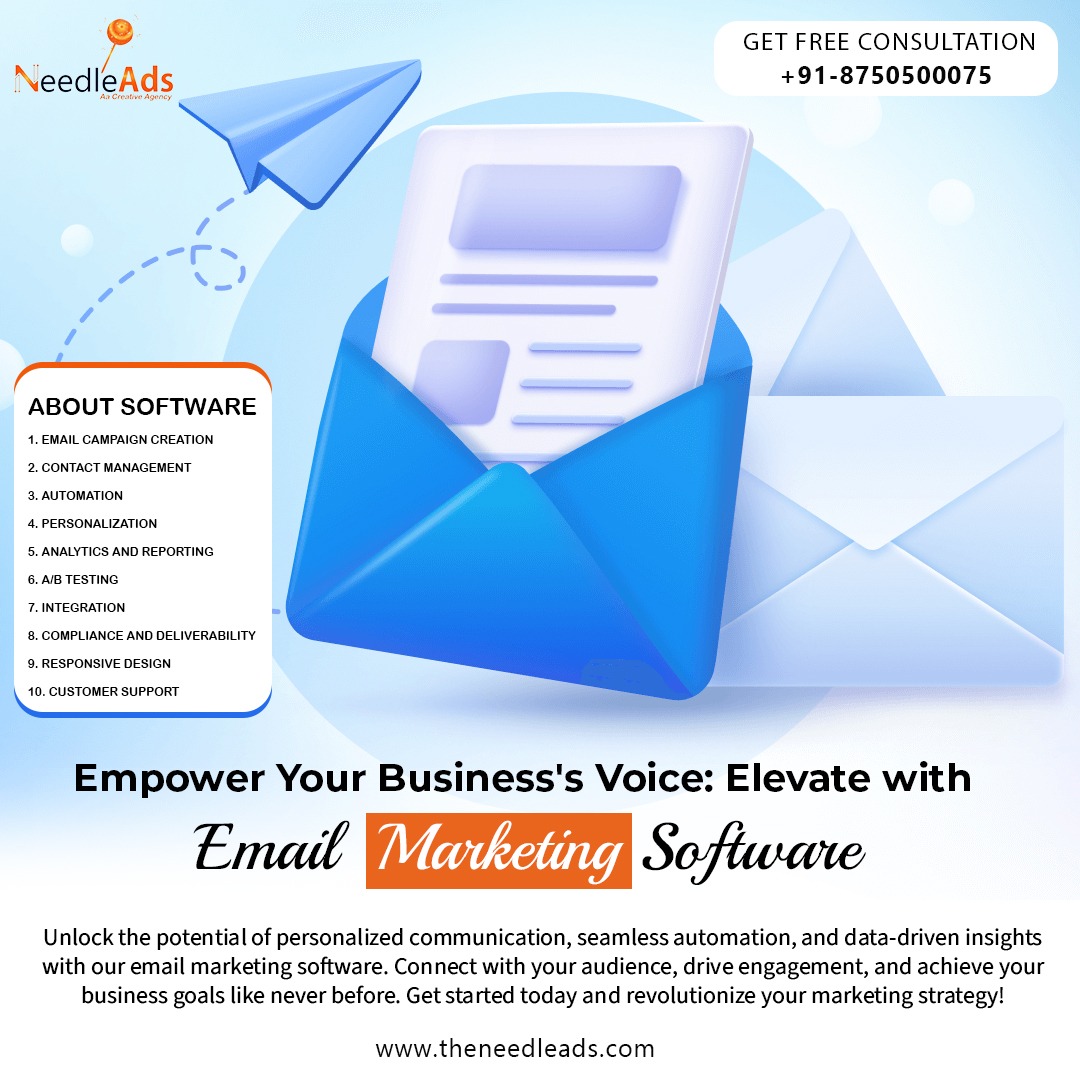 NeedleAds
An Creative Agency
GET FREE CONSULTATION
+91-8750500075
ABOUT SOFTWARE
1. EMAIL CAMPAIGN CREATION
2. CONTACT MANAGEMENT
3. AUTOMATION
4. PERSONALIZATION
5. ANALYTICS AND REPORTING
6. A/B TESTING
7. INTEGRATION
8. COMPLIANCE AND DELIVERABILITY
9. RESPONSIVE DESIGN
10. CUSTOMER SUPPORT
Empower Your Business's Voice: Elevate with
Email Marketing Software
Unlock the potential of personalized communication, seamless automation, and data-driven insights
with our email marketing software. Connect with your audience, drive engagement, and achieve your
business goals like never before. Get started today and revolutionize your marketing strategy!
www.theneedleads.com